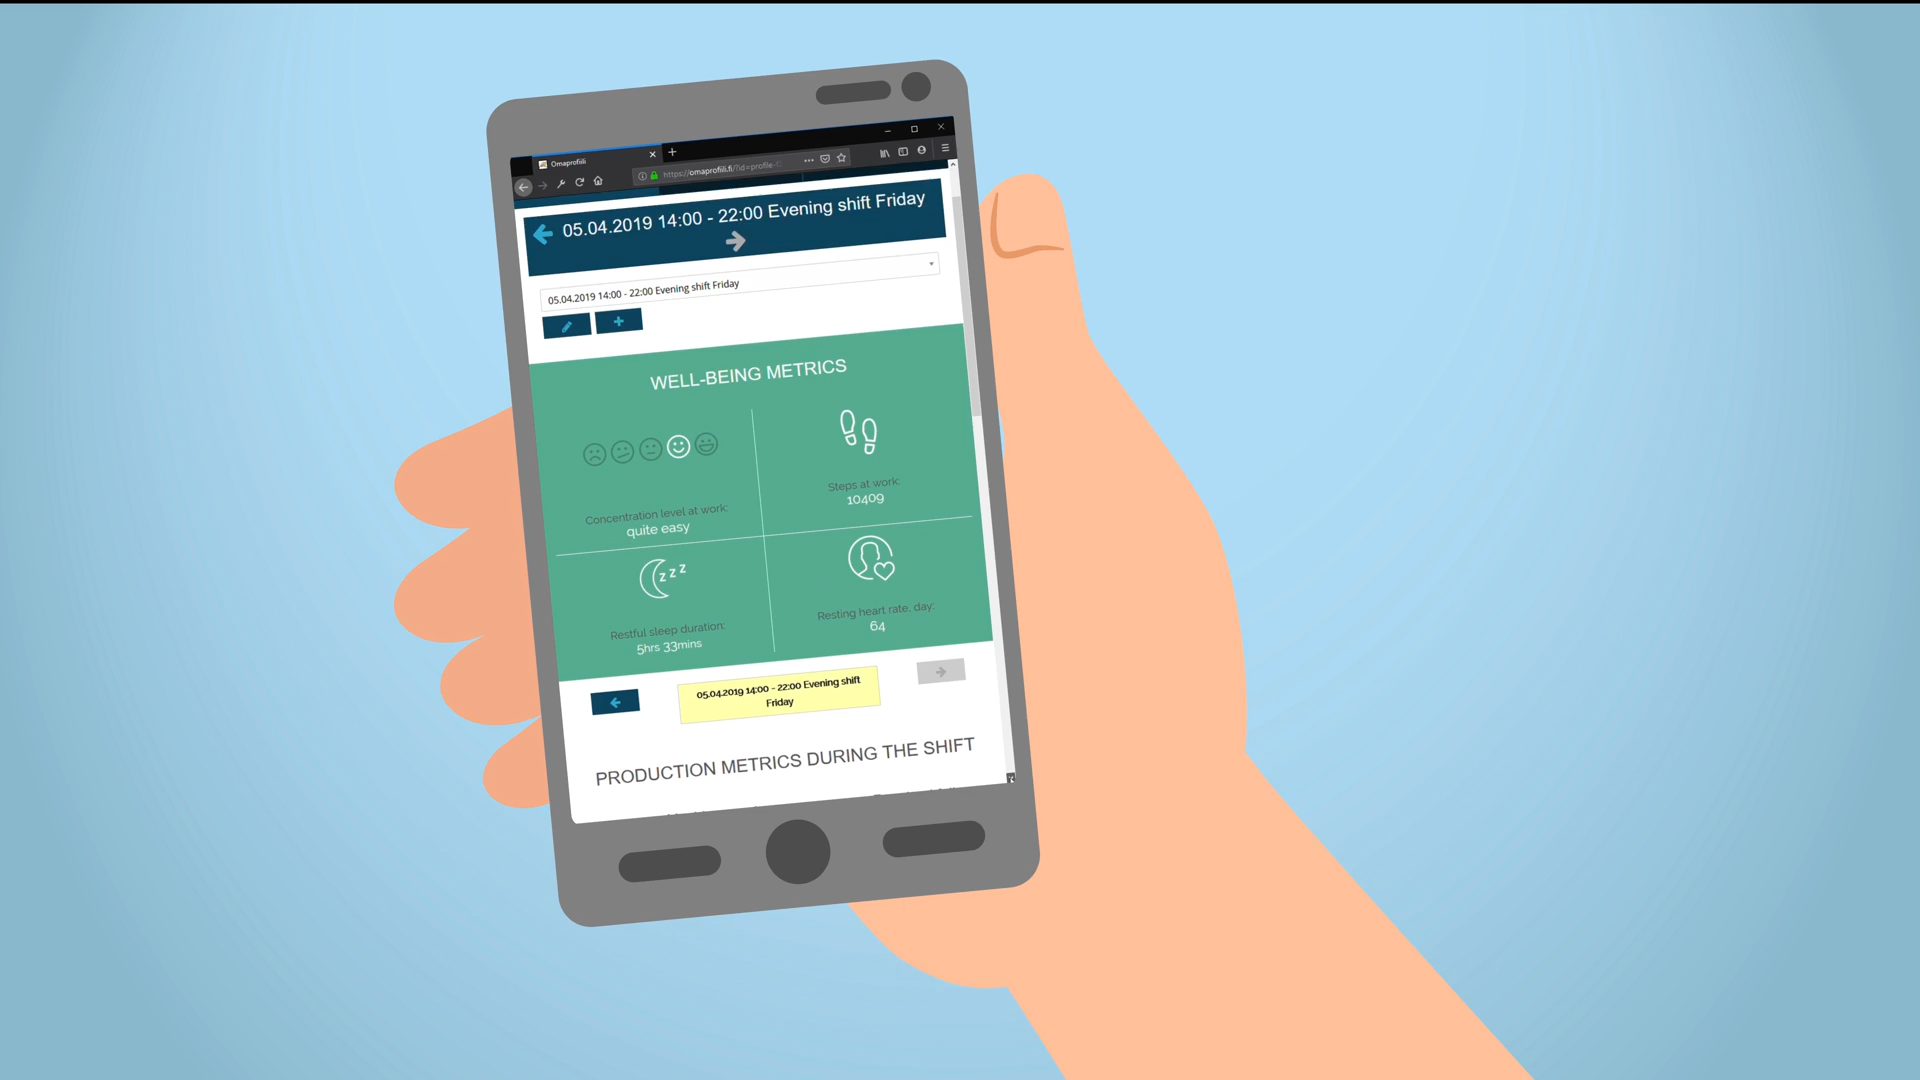 Omaprofiili
https://omaprofiili.fi/?id=profile-
05.04.2019 14:00 - 22:00 Evening shift Friday
05.04.2019 14:00 - 22:00 Evening shift Friday
WELL-BEING METRICS
Concentration level at work:
quite easy
Steps at work:
10409
z z z
Restful sleep duration:
5hrs 33mins
Resting heart rate, day:
64
05.04.2019 14:00 - 22:00 Evening shift
Friday
PRODUCTION METRICS DURING THE SHIFT